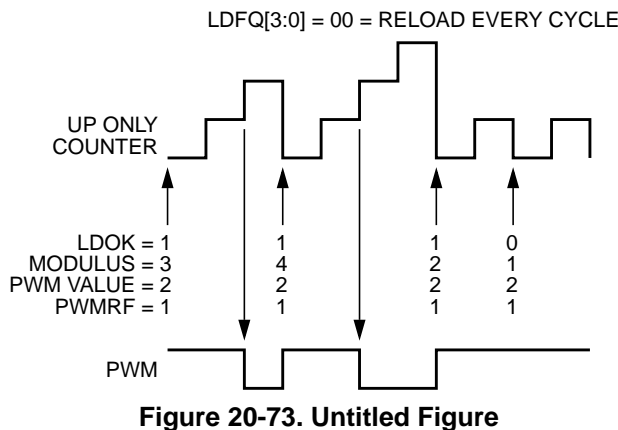 LDFQ[3:0] = 00 = RELOAD EVERY CYCLE
UP ONLY
COUNTER
LDOK = 1 1 1 0
MODULUS = 3 4 2 1
PWM VALUE = 2 2 2 2
PWMRF = 1 1 1 1
PWM
Figure 20-73. Untitled Figure